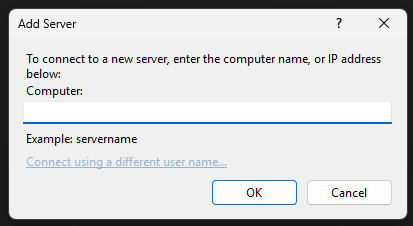 Add Server
?
To connect to a new server, enter the computer name, or IP address
below:
Computer:
Example: servername
Connect using a different user name...
OK Cancel